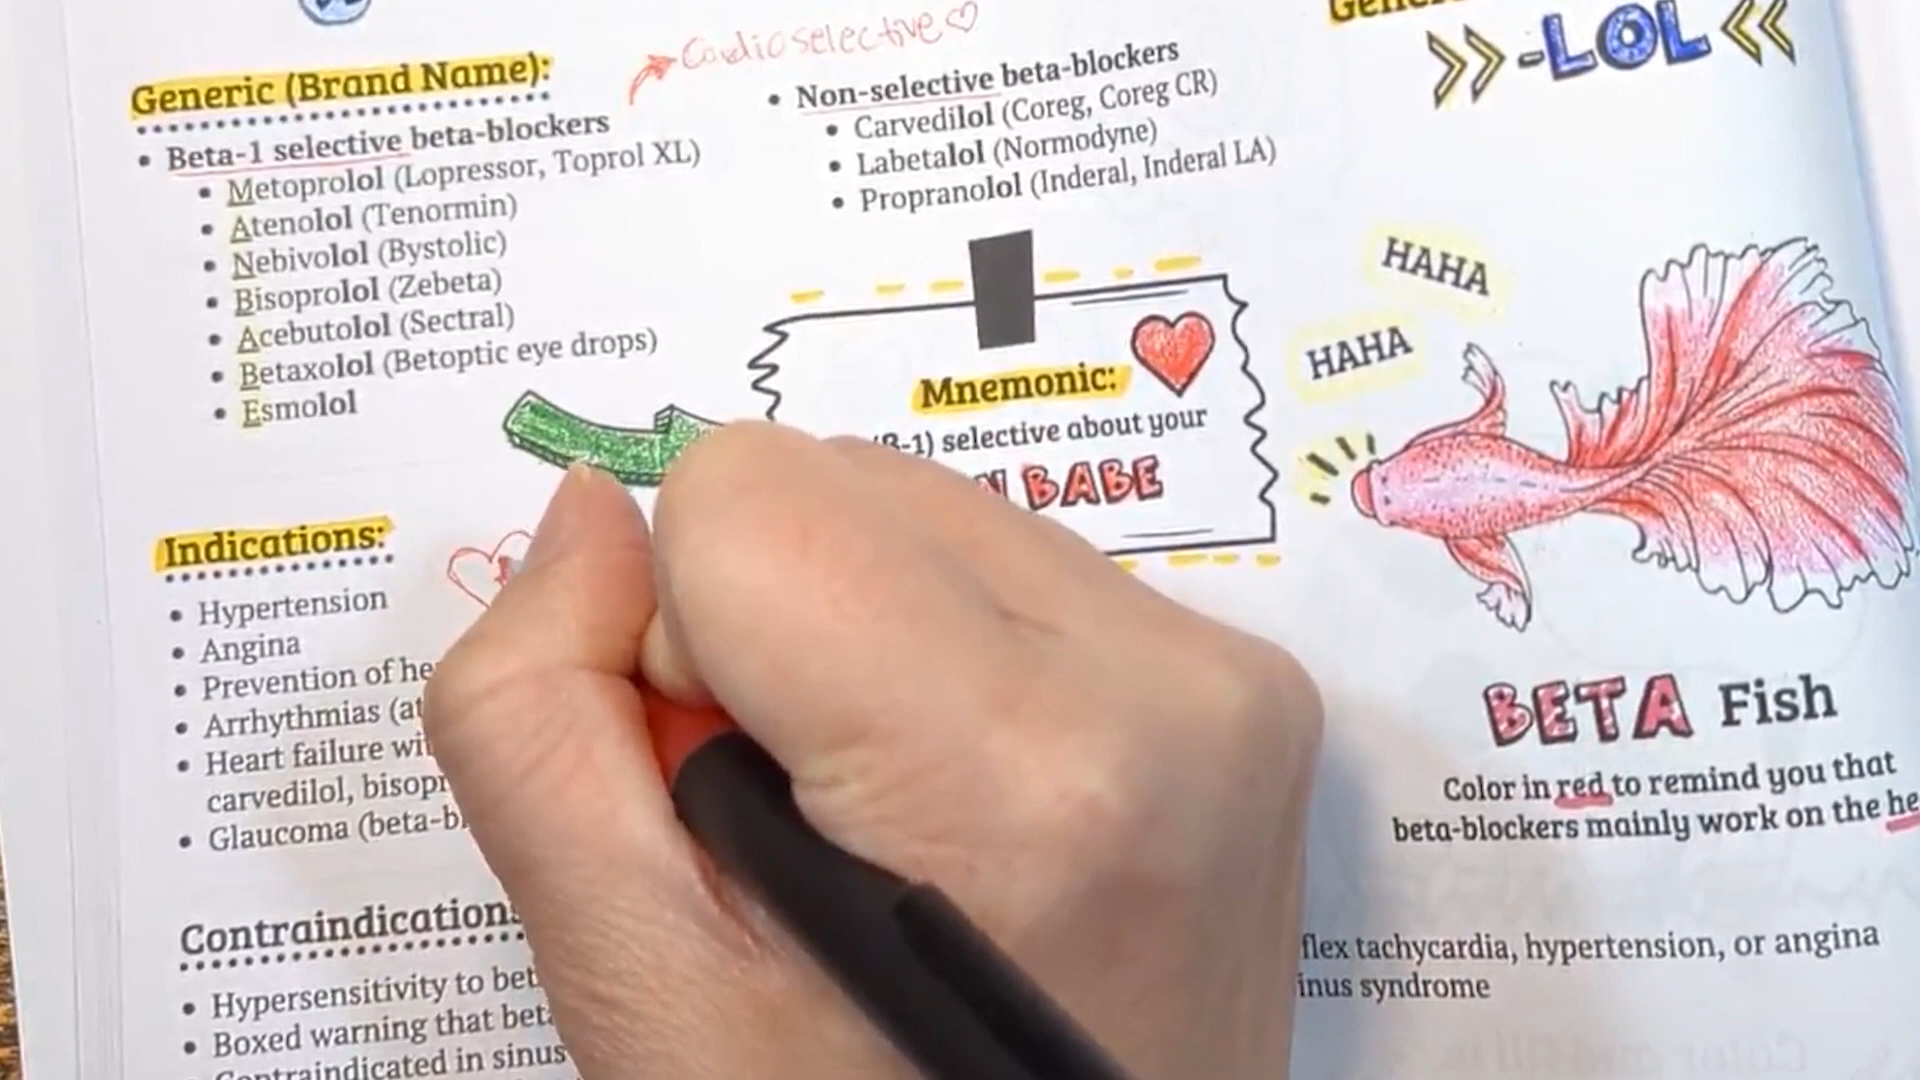 Cardioselective
Generic (Brand Name):
Beta-1 selective beta-blockers
Metoprolol (Lopressor, Toprol XL)
Atenolol (Tenormin)
Nebivolol (Bystolic)
Bisoprolol (Zebeta)
Acebutolol (Sectral)
Betaxolol (Betoptic eye drops)
Esmolol
Non-selective beta-blockers
Carvedilol (Coreg, Coreg CR)
Labetalol (Normodyne)
Propranolol (Inderal, Inderal LA)
-LOL
HAHA
HAHA
Mnemonic:
(B-1) selective about your
N BABE
Indications:
Hypertension
Angina
Prevention of
Arrhythmias
Heart failure
carvedilol,
Glaucoma
BETA Fish
Color in red to remind you that
beta-blockers mainly work on the
Contraindications
Hypersensitivity to
Boxed warning that
Contraindicated in sinus
tachycardia, hypertension, or angina
syndrome